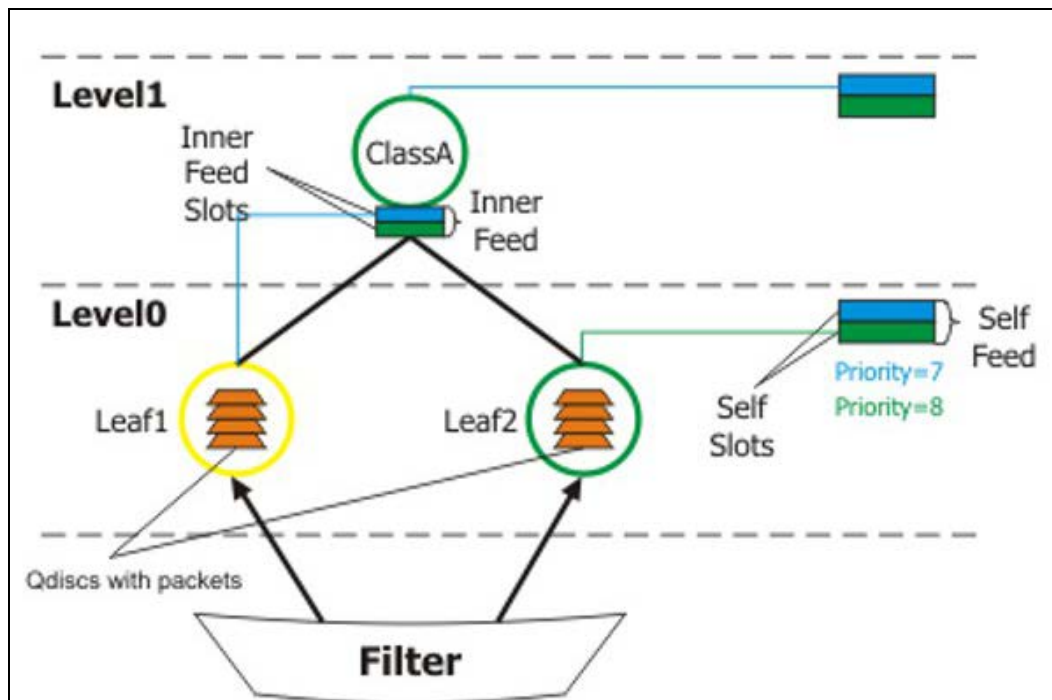 Level1
Inner
Feed
Slots
ClassA
Inner
Feed
Level0
Self
Feed
Priority=7
Priority=8
Leaf1
Leaf2
Self
Slots
Qdiscs with packets
Filter